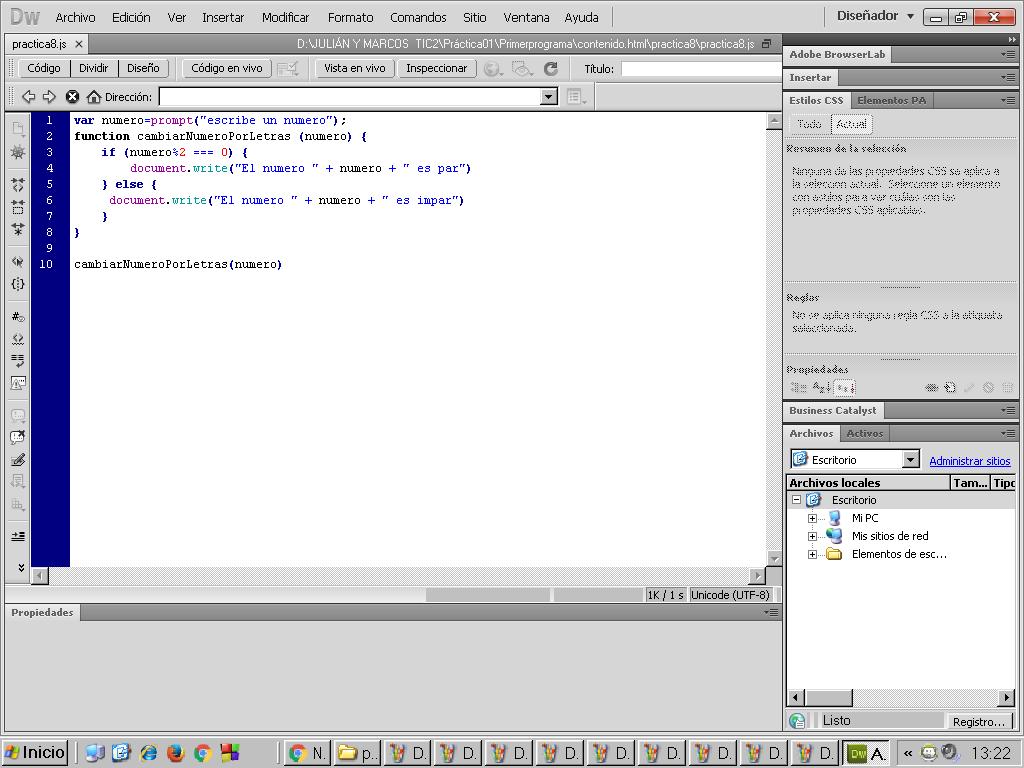 Dw Archivo Edición Ver Insertar Modificar Formato Comandos Sitio Ventana Ayuda Diseñador
practica8.js D:\JULIÁN Y MARCOS TIC2\Práctica01\Primerprograma\contenido.html\practica8\practica8.js
Código Dividir Diseño Código en vivo Vista en vivo Inspeccionar Título:
Dirección:
1 var numero=prompt("escribe un numero");
2 function cambiarNumeroPorLetras (numero) {
3 if (numero%2 === 0) {
4 document.write("El numero " + numero + " es par")
5 } else {
6 document.write("El numero " + numero + " es impar")
7 }
8 }
9
10 cambiarNumeroPorLetras(numero)
1K / 1 s Unicode (UTF-8)
Propiedades
Adobe BrowserLab
Insertar
Estilos CSS Elementos PA
Todo Actual
Resumen de la selección
Ninguna de las propiedades CSS se aplica a
la selección actual. Seleccione un elemento
con estilos para ver cuáles son las
propiedades CSS aplicables.
Reglas
No se aplica ninguna regla CSS a la etiqueta
seleccionada.
Propiedades
Business Catalyst
Archivos Activos
Escritorio Administrar sitios
Archivos locales Tam... Tipo
Escritorio
Mi PC
Mis sitios de red
Elementos de esc...
Listo Registro...
Inicio N. p.. D. D. D. D. D. D. D. D. D. Dw A. « 13:22